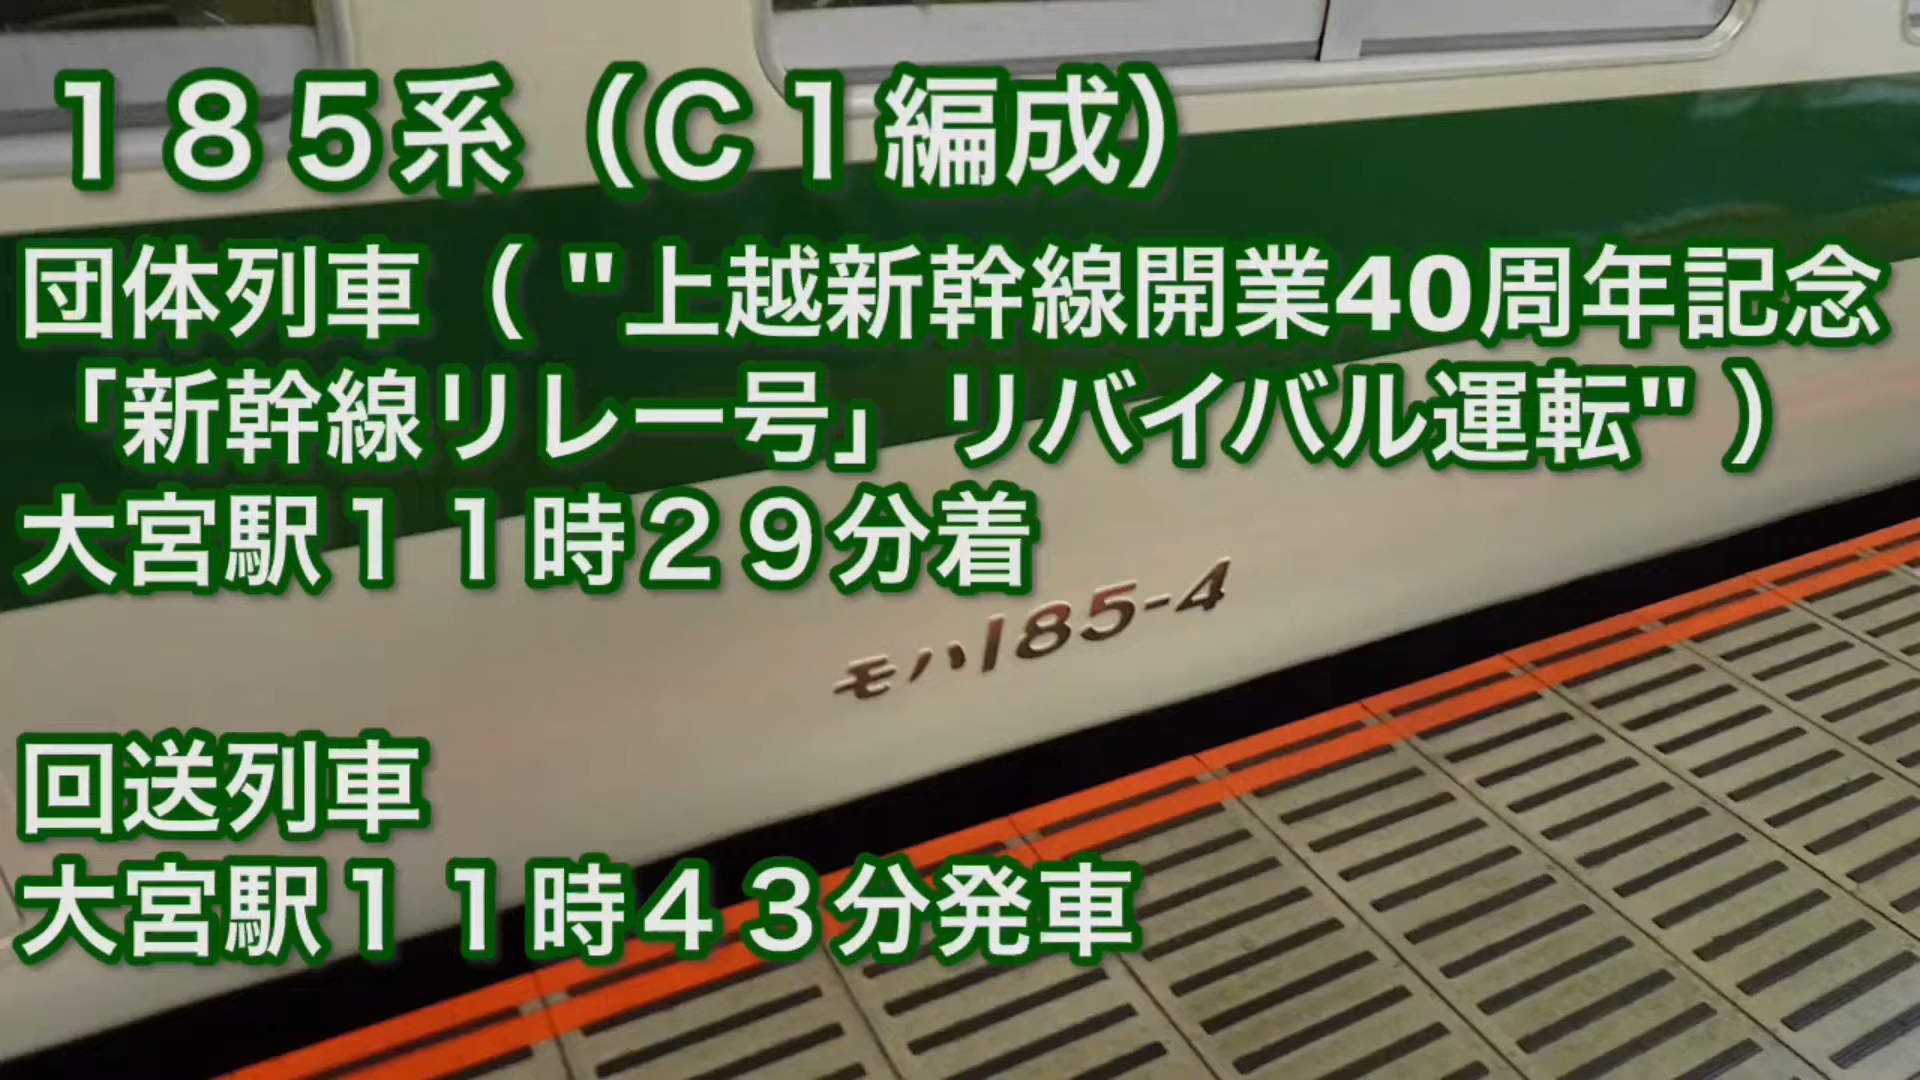 １８５系（Ｃ１編成）
団体列車（ "上越新幹線開業40周年記念
「新幹線リレー号」リバイバル運転" ）
大宮駅１１時２９分着
モハ185-4
回送列車
大宮駅１１時４３分発車